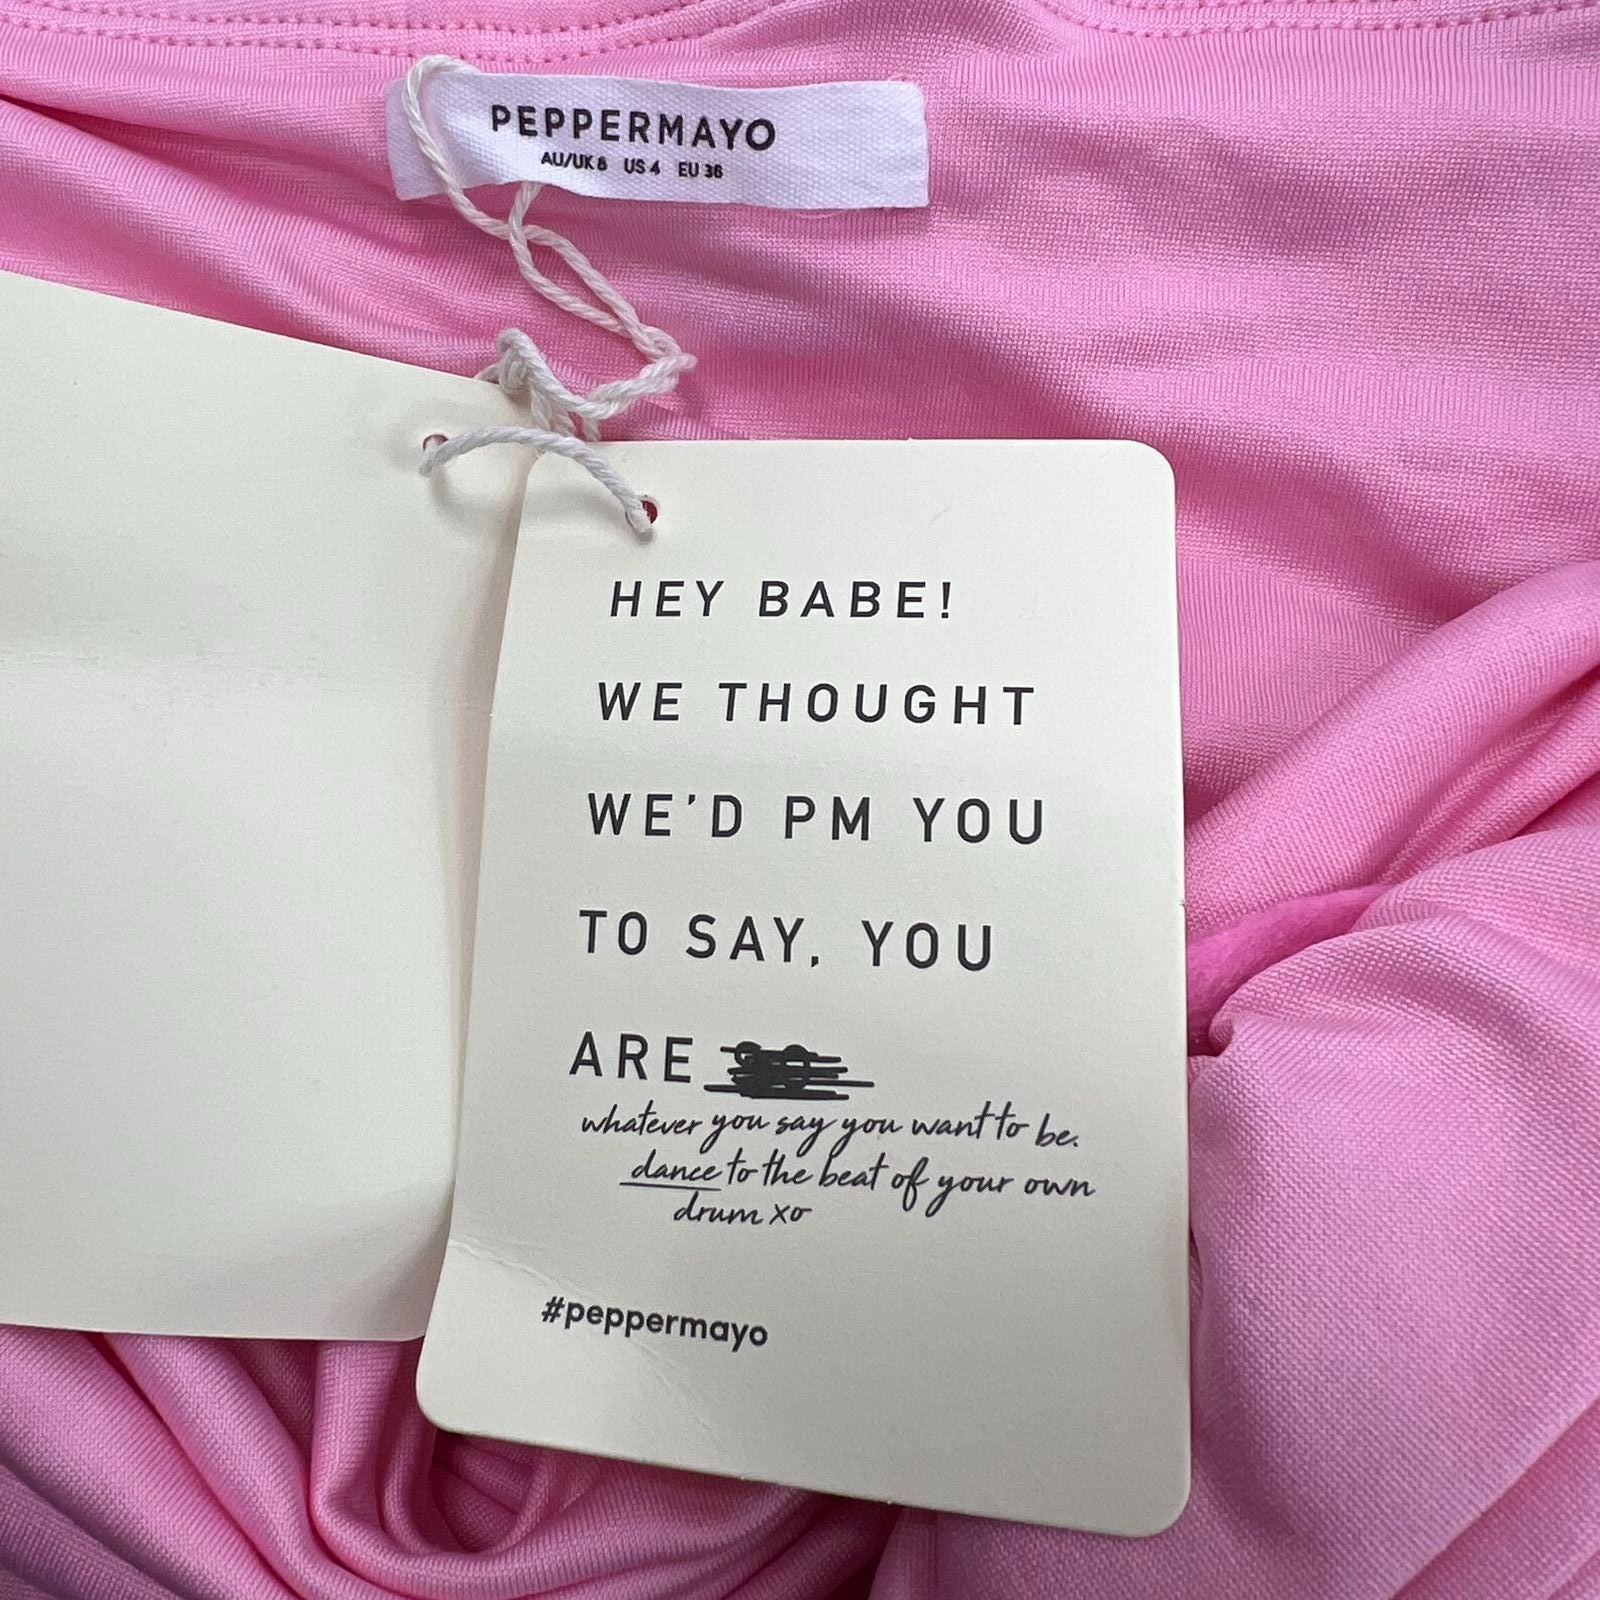 PEPPERMAYO
AU/UK 8 US 4 EU 36
HEY BABE!
WE THOUGHT
WE'D PM YOU
TO SAY, YOU
ARE
whatever you say you want to be.
dance to the beat of your own
drum xo
#peppermayo